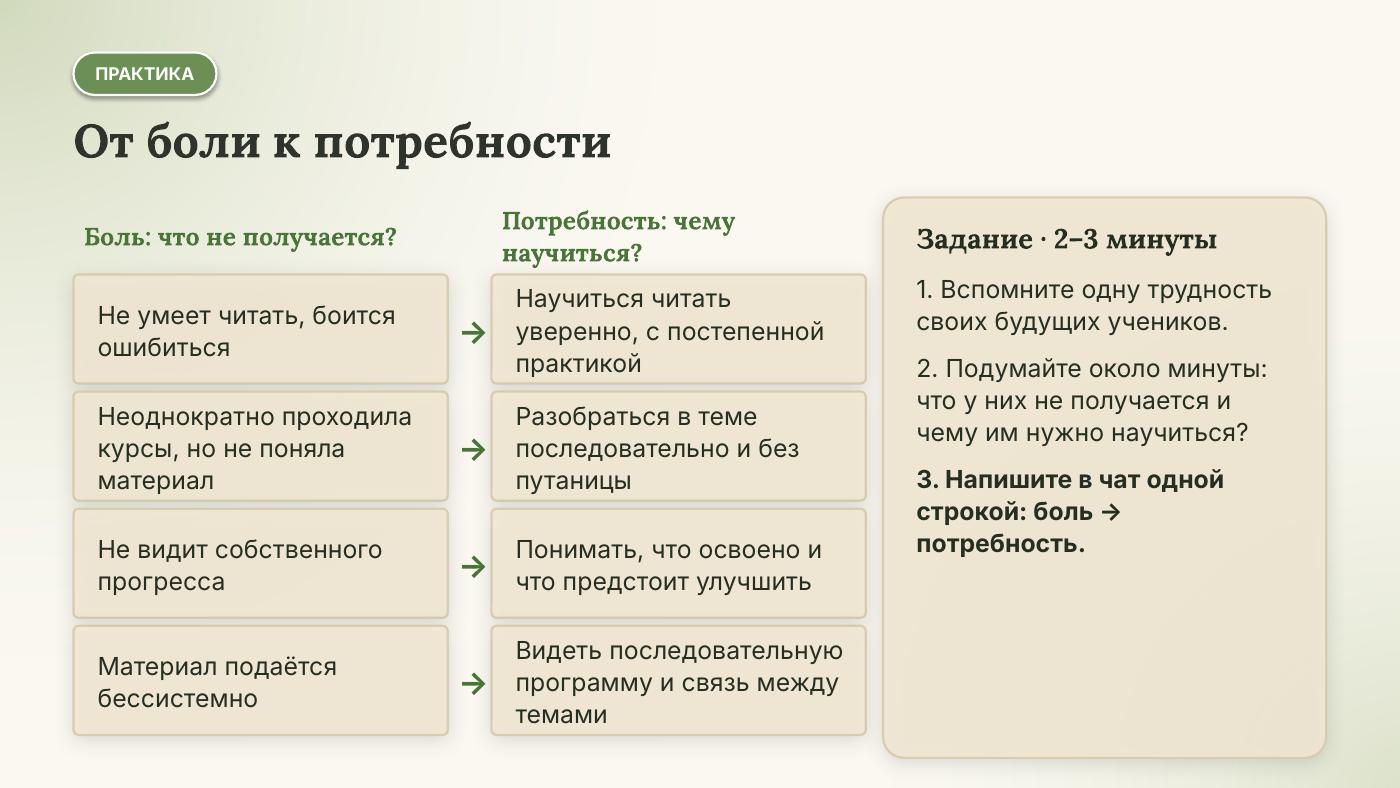 ПРАКТИКА
От боли к потребности
Боль: что не получается?
Потребность: чему
научиться?
Не умеет читать, боится
ошибиться
→
Научиться читать
уверенно, с постепенной
практикой
Неоднократно проходила
курсы, но не поняла
материал
→
Разобраться в теме
последовательно и без
путаницы
Не видит собственного
прогресса
→
Понимать, что освоено и
что предстоит улучшить
Материал подаётся
бессистемно
→
Видеть последовательную
программу и связь между
темами
Задание · 2–3 минуты
1. Вспомните одну трудность
своих будущих учеников.
2. Подумайте около минуты:
что у них не получается и
чему им нужно научиться?
3. Напишите в чат одной
строкой: боль →
потребность.